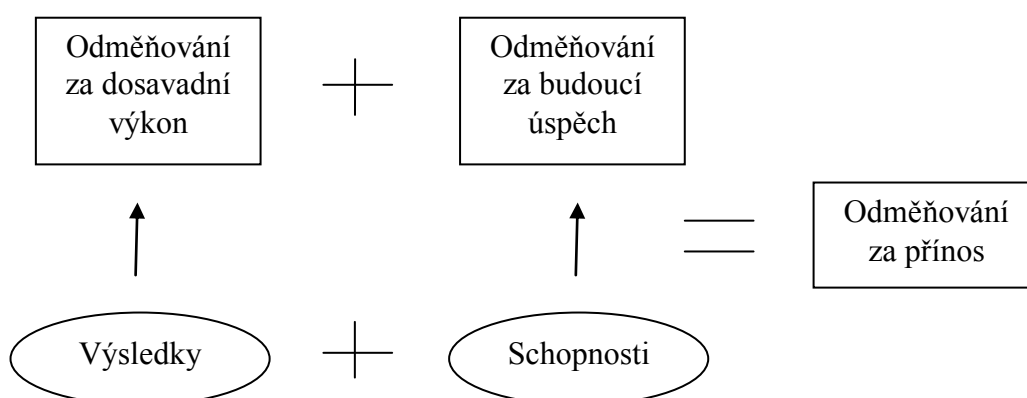 Odměňování
za dosavadní
výkon
Odměňování
za budoucí
úspěch
Odměňování
za přínos
Výsledky
Schopnosti